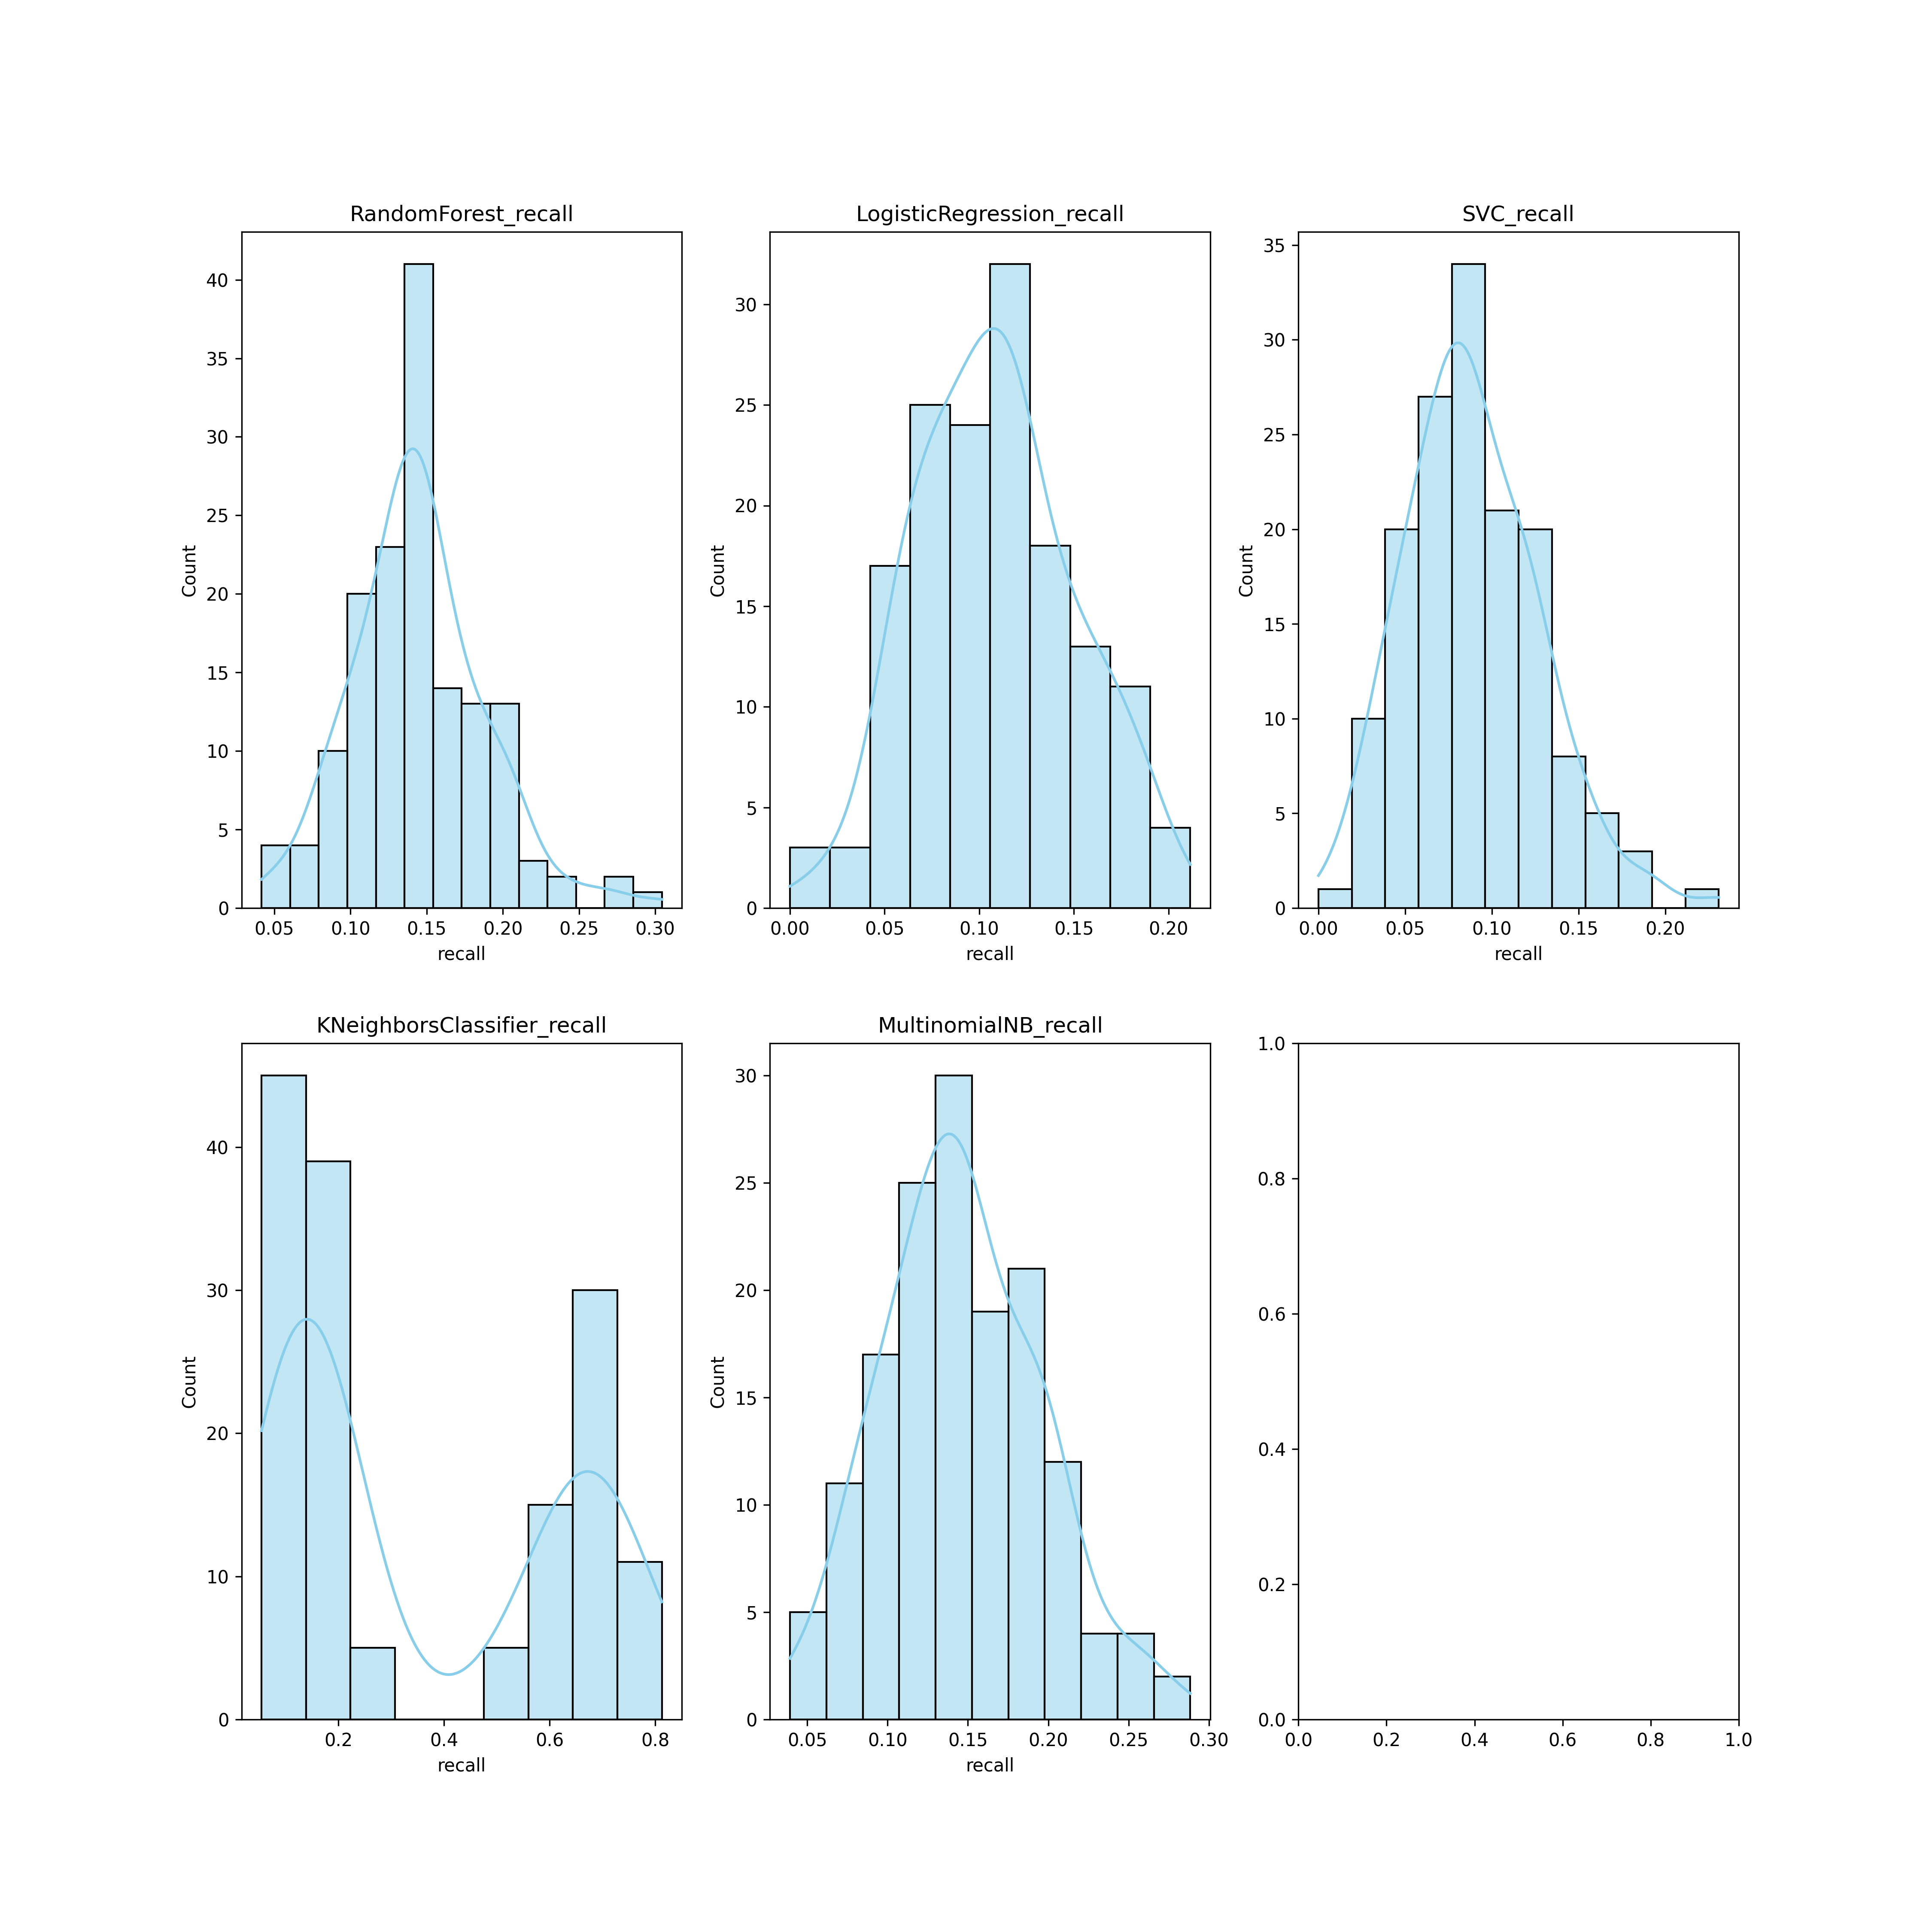 RandomForest_recall
Count
0
5
10
15
20
25
30
35
40
0.05 0.10 0.15 0.20 0.25 0.30
recall
LogisticRegression_recall
Count
0
5
10
15
20
25
30
0.00 0.05 0.10 0.15 0.20
recall
SVC_recall
Count
0
5
10
15
20
25
30
35
0.00 0.05 0.10 0.15 0.20
recall
KNeighborsClassifier_recall
Count
0
10
20
30
40
0.2 0.4 0.6 0.8
recall
MultinomialNB_recall
Count
0
5
10
15
20
25
30
0.05 0.10 0.15 0.20 0.25 0.30
recall
1.0
0.8
0.6
0.4
0.2
0.0
0.0 0.2 0.4 0.6 0.8 1.0